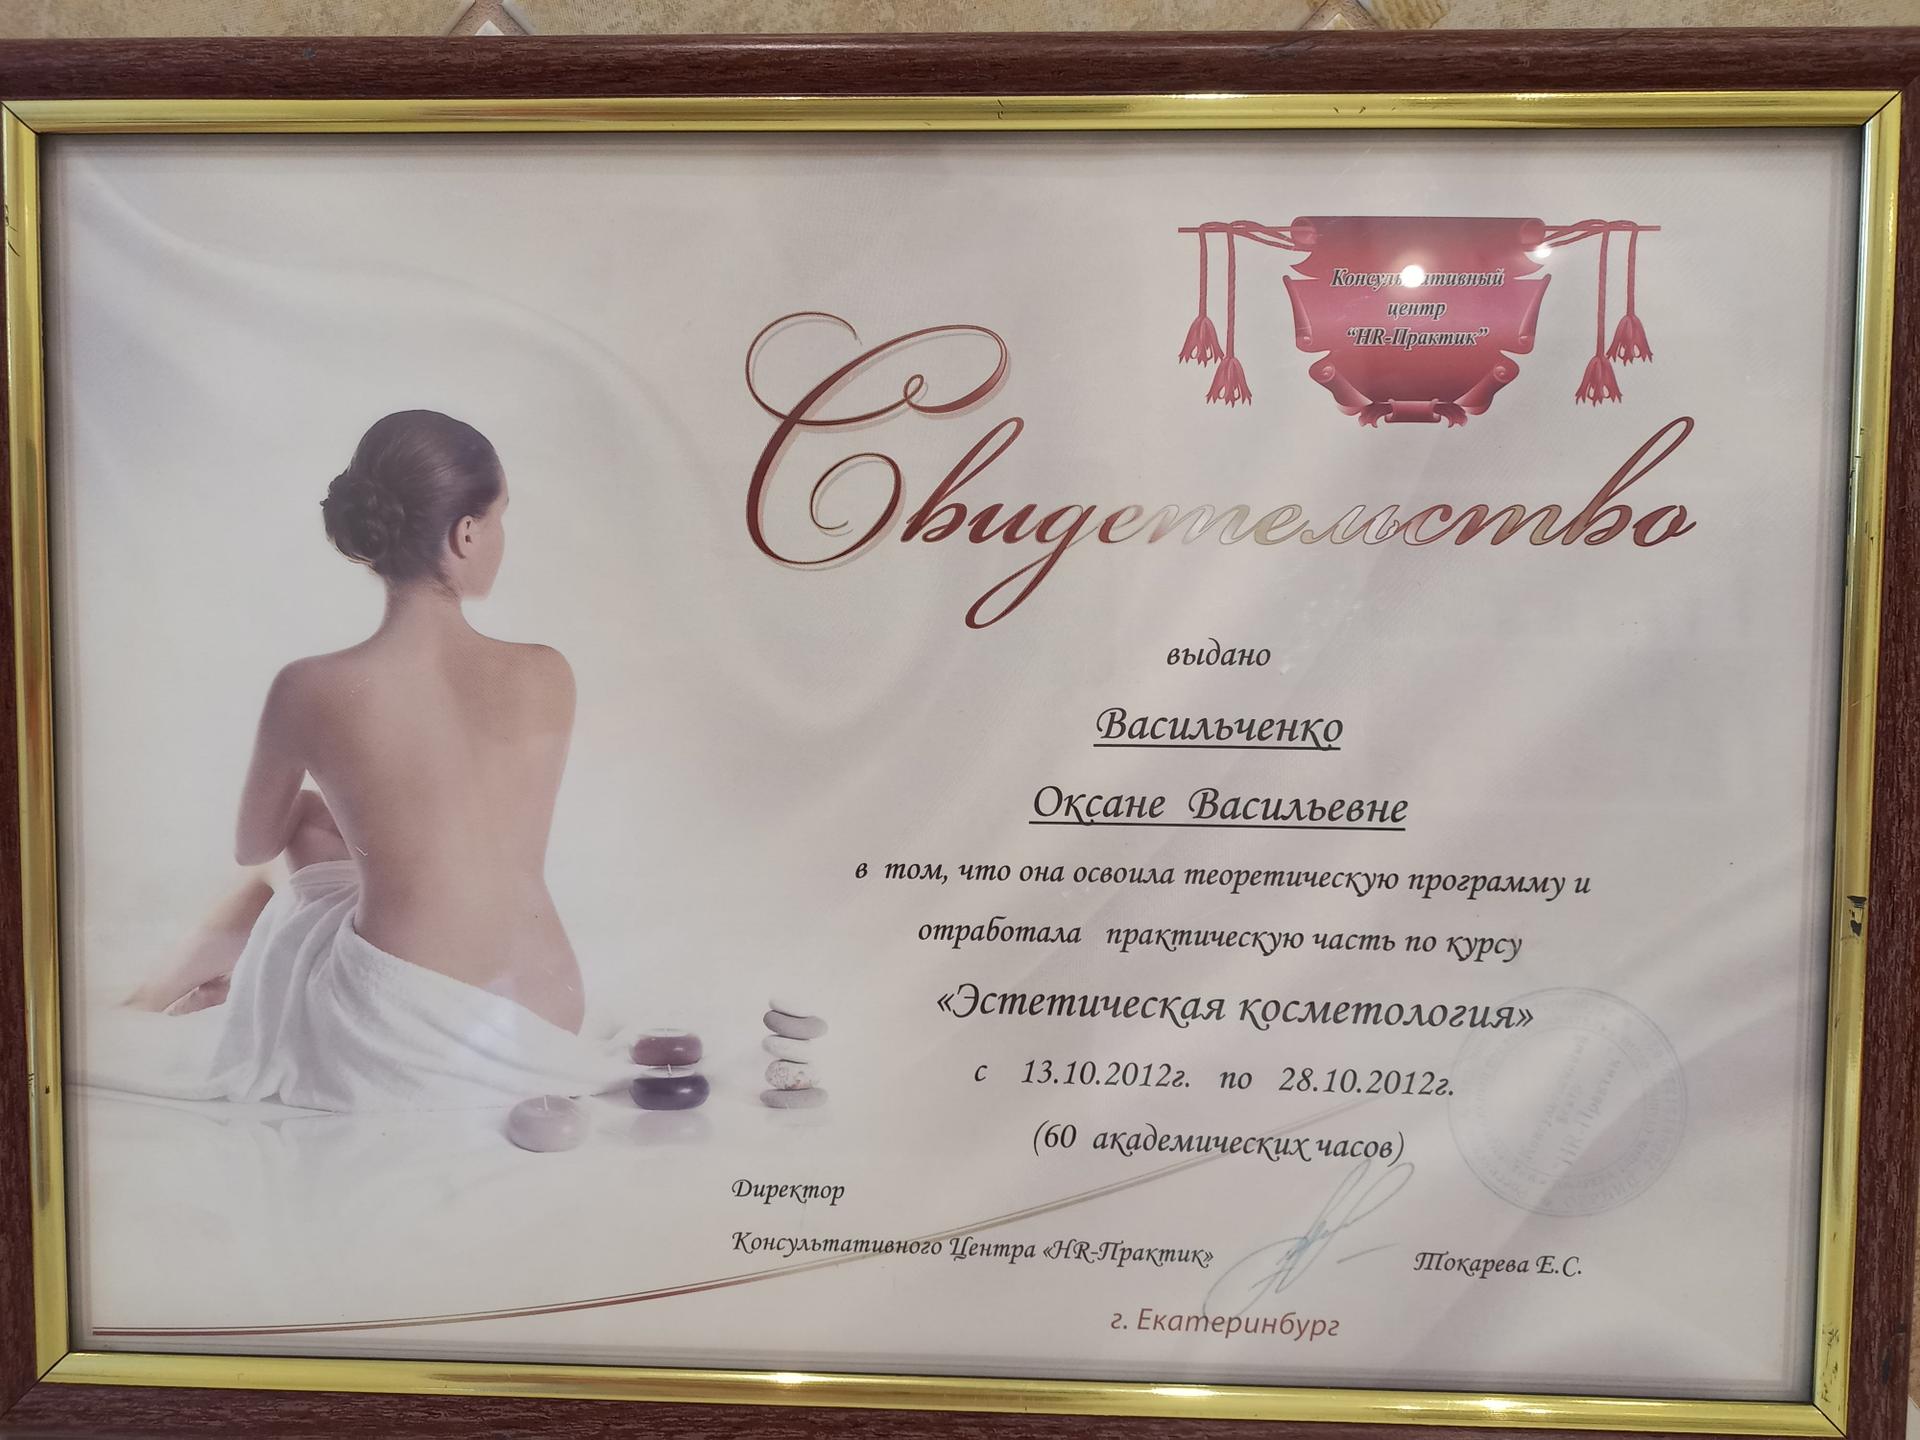 Консультативный
центр
“HR-Практик”
Свидетельство
выдано
Васильченко
Оксане Васильевне
в том, что она освоила теоретическую программу и
отработала практическую часть по курсу
«Эстетическая косметология»
с 13.10.2012г. по 28.10.2012г.
(60 академических часов)
Директор
Консультативного Центра «HR-Практик» Токарева Е.С.
г. Екатеринбург